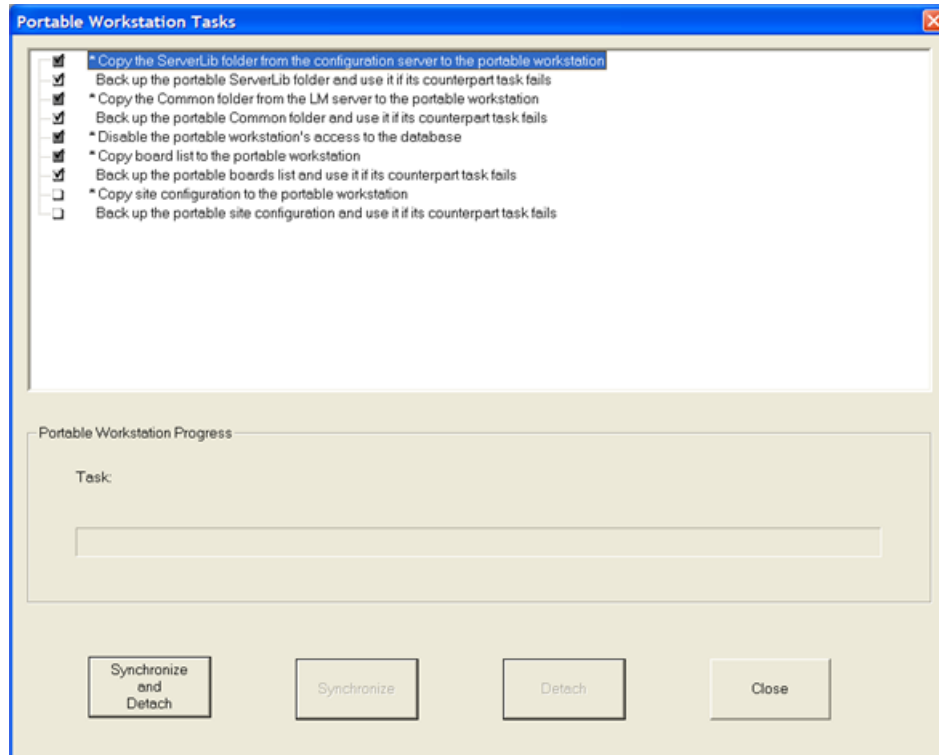 Portable Workstation Tasks
* Copy the ServerLib folder from the configuration server to the portable workstation
Back up the portable ServerLib folder and use it if its counterpart task fails
* Copy the Common folder from the LM server to the portable workstation
Back up the portable Common folder and use it if its counterpart task fails
* Disable the portable workstation's access to the database
* Copy board list to the portable workstation
Back up the portable boards list and use it if its counterpart task fails
* Copy site configuration to the portable workstation
Back up the portable site configuration and use it if its counterpart task fails
Portable Workstation Progress
Task:
Synchronize
and
Detach
Synchronize
Detach
Close